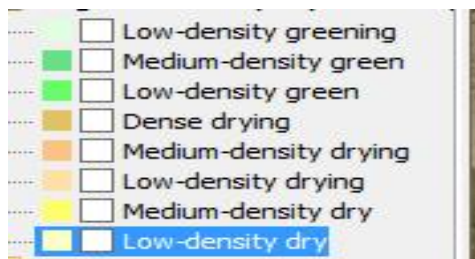 Low-density greening
Medium-density green
Low-density green
Dense drying
Medium-density drying
Low-density drying
Medium-density dry
Low-density dry